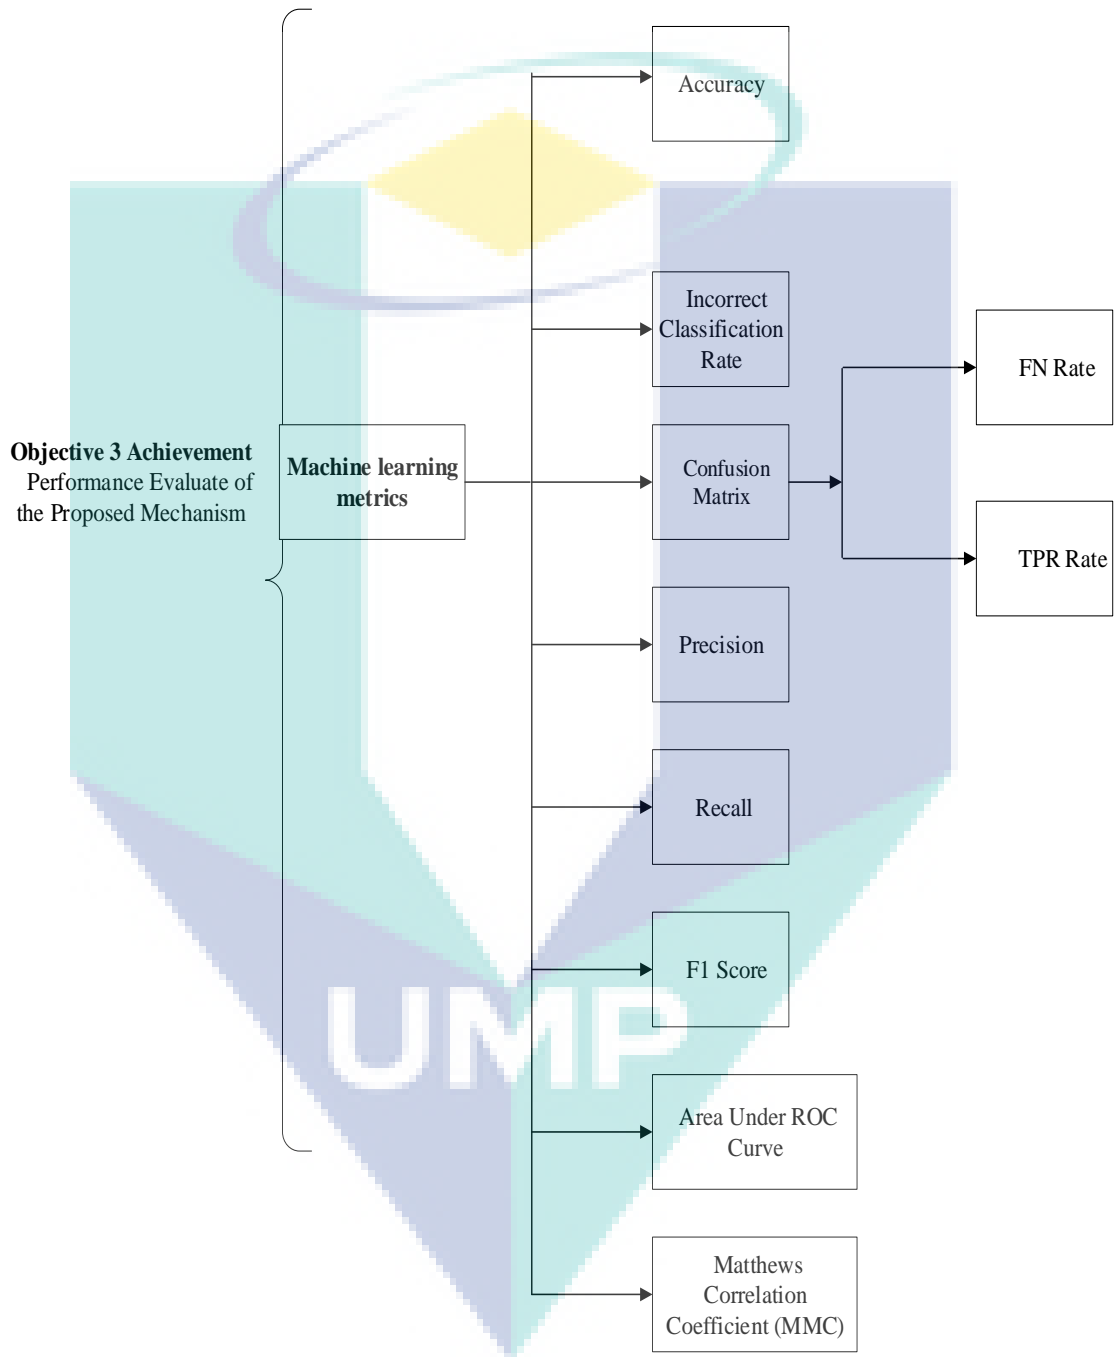 Accuracy
Incorrect
Classification
Rate
FN Rate
Objective 3 Achievement
Performance Evaluate of
the Proposed Mechanism
Machine learning
metrics
Confusion
Matrix
TPR Rate
Precision
Recall
F1 Score
UMP
Area Under ROC
Curve
Matthews
Correlation
Coefficient (MMC)